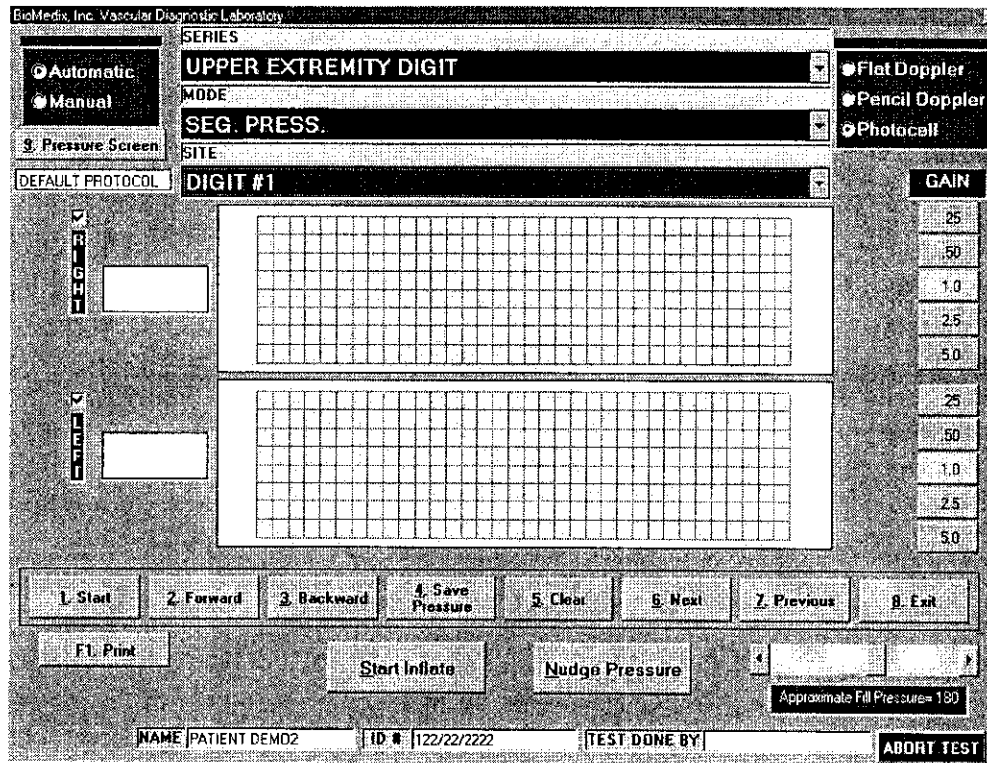 BioMedix, Inc. Vascular Diagnostic Laboratory
SERIES
UPPER EXTREMITY DIGIT
MODE
SEG. PRESS.
SITE
DIGIT #1
Automatic
Manual
9. Pressure Screen
DEFAULT PROTOCOL
Flat Doppler
Pencil Doppler
Photocell
GAIN
RIGHT
.25
.50
1.0
2.5
5.0
LEFT
.25
.50
1.0
2.5
5.0
1. Start 2. Forward 3. Backward 4. Save Pressure 5. Clear 6. Next 7. Previous 8. Exit
F1. Print
Start Inflate
Nudge Pressure
Approximate Fill Pressure= 180
NAME PATIENT DEMO2 ID # 122/22/2222 TEST DONE BY
ABORT TEST